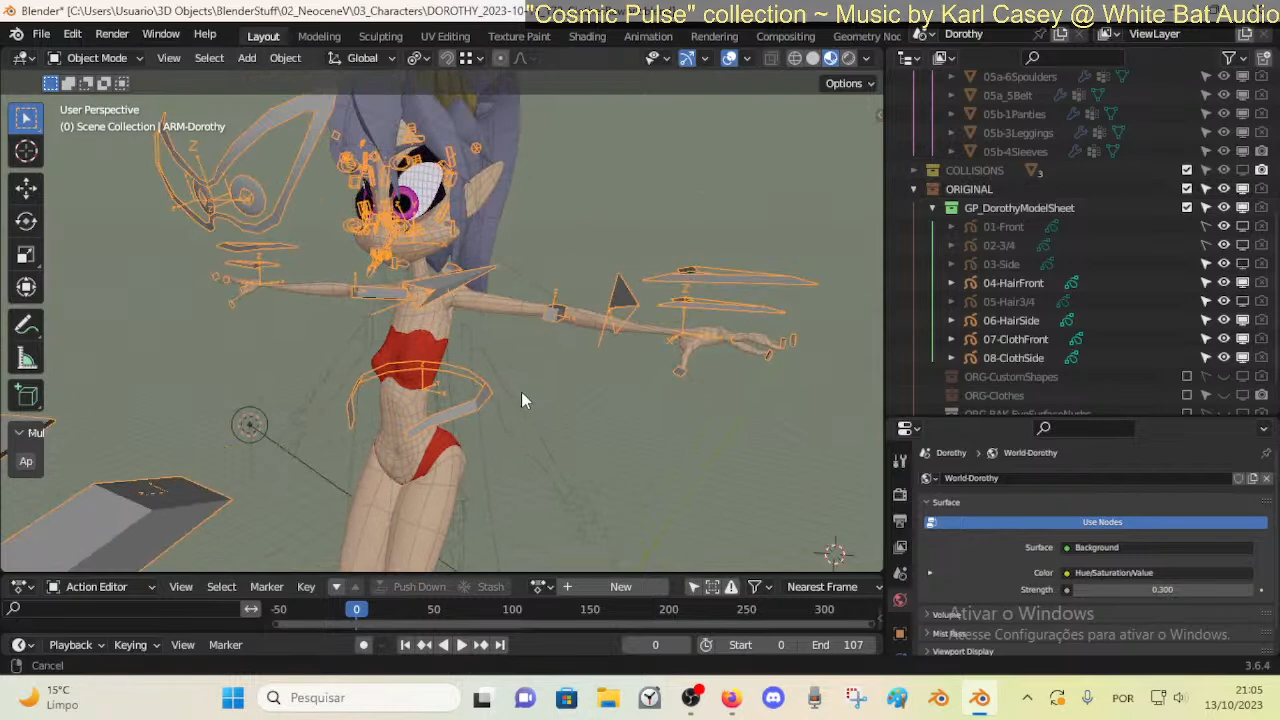 Blender* [C:\Users\Usuario\3D Objects\BlenderStuff\02_NeoceneV\03_Characters\DOROTHY_2023-10
"Cosmic Pulse" collection ~ Music by Karl Casey @ White Bat Audio
File Edit Render Window Help Layout Modeling Sculpting UV Editing Texture Paint Shading Animation Rendering Compositing Geometry Noc Dorothy ViewLayer
Object Mode View Select Add Object Global
Options
User Perspective
(0) Scene Collection | ARM-Dorothy
Z
Z
Mul
Ap
05a-6Spoulders
05a_5Belt
05b-1Panties
05b-3Leggings
05b-4Sleeves
COLLISIONS 3
ORIGINAL
GP_DorothyModelSheet
01-Front
02-3/4
03-Side
04-HairFront
05-Hair3/4
06-HairSide
07-ClothFront
08-ClothSide
ORG-CustomShapes
ORG-Clothes
Dorothy > World-Dorothy
World-Dorothy
Surface
Use Nodes
Surface Background
Color Hue/Saturation/Value
Strength 0.300
Volume
Mist Pass
Viewport Display
Ativar o Windows
Acesse Configurações para ativar o Windows.
Action Editor View Select Marker Key Push Down Stash New Nearest Frame
-50 0 50 100 150 200 250 300
Playback Keying View Marker 0 Start 0 End 107
Cancel 3.6.4
15°C
Limpo
Pesquisar
POR
21:05
13/10/2023